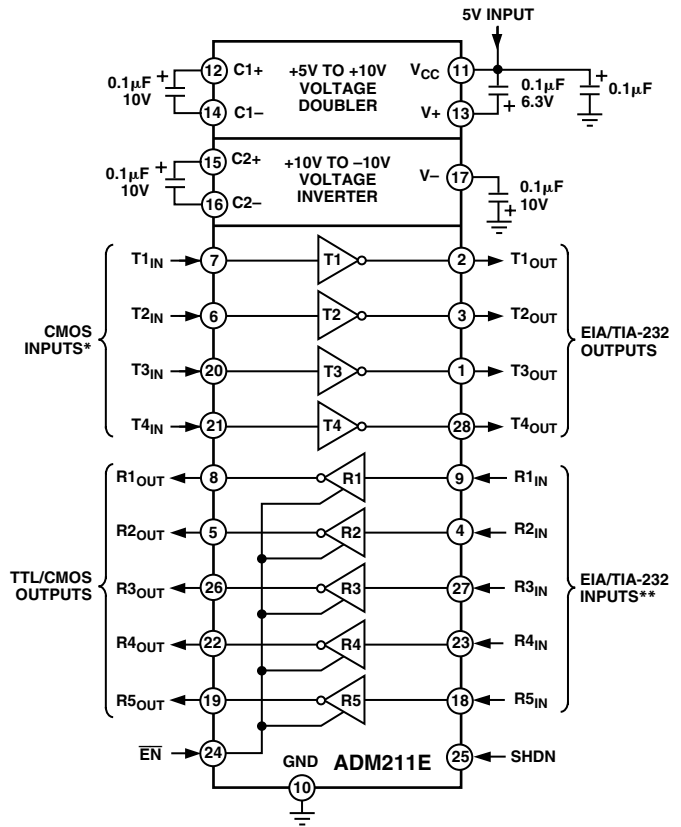 5V INPUT
0.1μF
10V
+
12
C1+
14
C1–
+5V TO +10V
VOLTAGE
DOUBLER
VCC
11
V+
13
0.1μF
6.3V
+
+
0.1μF
0.1μF
10V
+
15
C2+
16
C2–
+10V TO –10V
VOLTAGE
INVERTER
V–
17
0.1μF
10V
+
CMOS
INPUTS*
T1IN
7
T1
2
T1OUT
T2IN
6
T2
3
T2OUT
T3IN
20
T3
1
T3OUT
T4IN
21
T4
28
T4OUT
EIA/TIA-232
OUTPUTS
TTL/CMOS
OUTPUTS
R1OUT
8
R1
9
R1IN
R2OUT
5
R2
4
R2IN
R3OUT
26
R3
27
R3IN
R4OUT
22
R4
23
R4IN
R5OUT
19
R5
18
R5IN
EIA/TIA-232
INPUTS**
EN
24
GND
10
ADM211E
25
SHDN